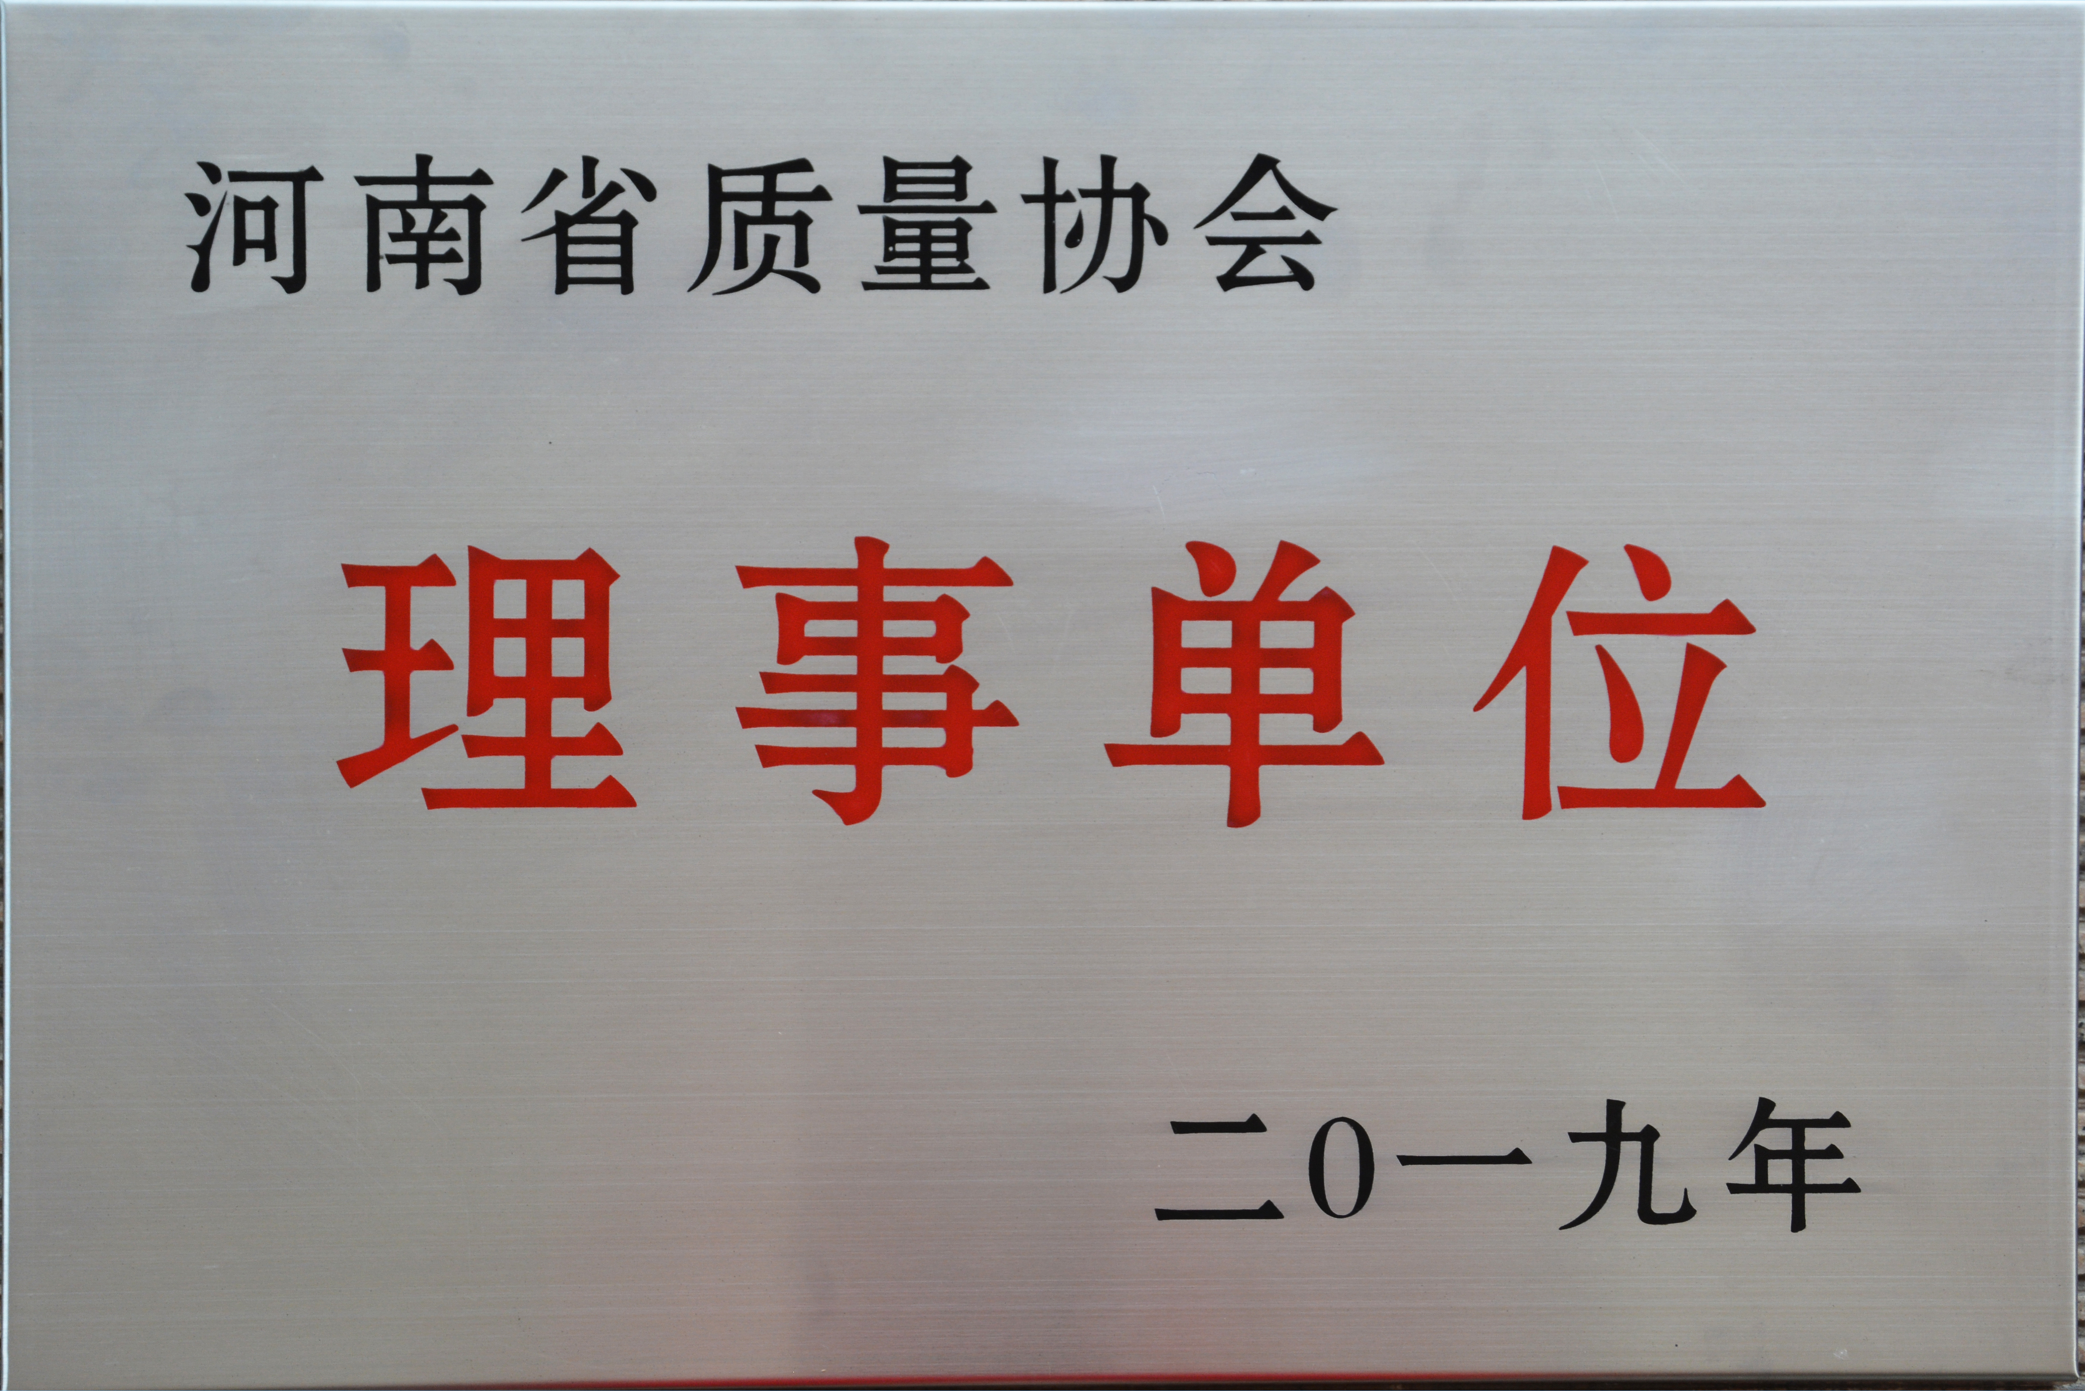 河南省质量协会
理事单位
二0一九年